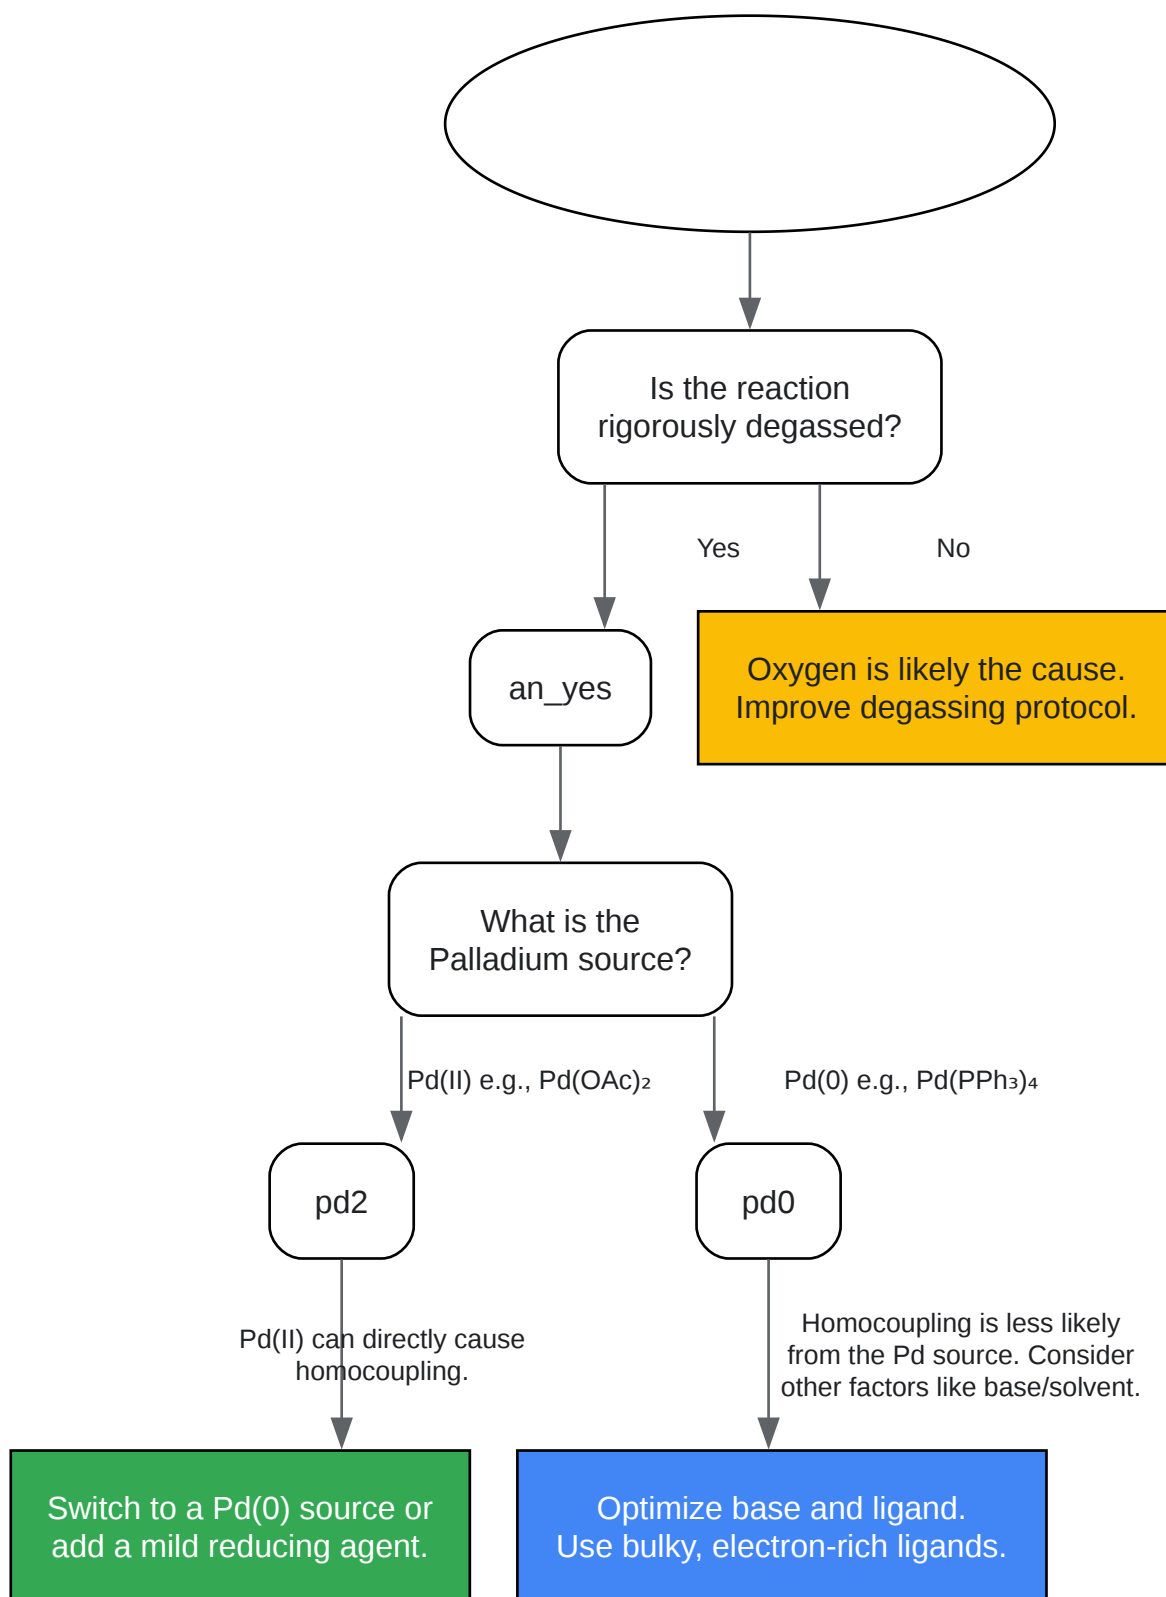 Is the reaction
rigorously degassed?
Yes
No
an_yes
Oxygen is likely the cause.
Improve degassing protocol.
What is the
Palladium source?
Pd(II) e.g., Pd(OAc)₂
Pd(0) e.g., Pd(PPh₃)₄
pd2
pd0
Pd(II) can directly cause
homocoupling.
Homocoupling is less likely
from the Pd source. Consider
other factors like base/solvent.
Switch to a Pd(0) source or
add a mild reducing agent.
Optimize base and ligand.
Use bulky, electron-rich ligands.